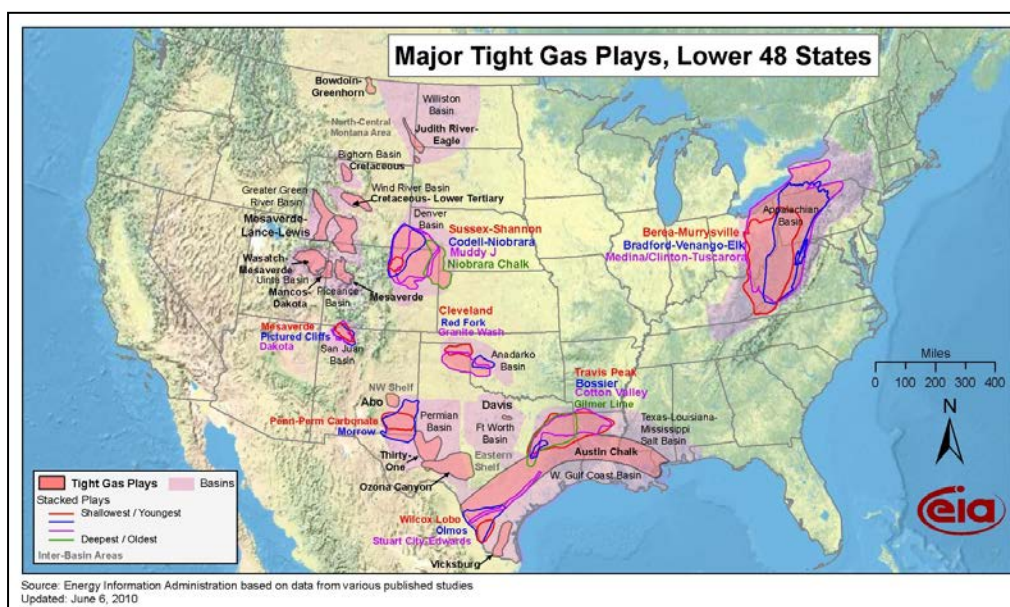 Major Tight Gas Plays, Lower 48 States
Bowdoin-
Greenhorn
Williston
Basin
North-Central
Montana Area
Judith River-
Eagle
Bighorn Basin
Cretaceous
Greater Green
River Basin
Wind River Basin
Cretaceous- Lower Tertiary
Mesaverde-
Lance-Lewis
Denver
Basin
Sussex-Shannon
Codell-Niobrara
Muddy J
Niobrara Chalk
Wasatch-
Mesaverde
Uinta Basin
Mancos-
Dakota
Piceance
Basin
Mesaverde
Appalachian
Basin
Berea-Murrysville
Bradford-Venango-Elk
Medina/Clinton-Tuscarora
Mesaverde
Pictured Cliffs
Dakota
San Juan
Basin
Cleveland
Red Fork
Granite Wash
Anadarko
Basin
Travis Peak
Bossier
Cotton Valley
Gilmer Lime
NW Shelf
Abo
Penn-Perm Carbonate
Morrow
Permian
Basin
Davis
Ft Worth
Basin
Eastern
Shelf
Thirty-
One
Ozona Canyon
Texas-Louisiana-
Mississippi
Salt Basin
Austin Chalk
W. Gulf Coast Basin
Wilcox Lobo
Olmos
Stuart City-Edwards
Vicksburg
Miles
0 100 200 300 400
N
eia
Tight Gas Plays
Basins
Stacked Plays
Shallowest / Youngest
Deepest / Oldest
Inter-Basin Areas
Source: Energy Information Administration based on data from various published studies
Updated: June 6, 2010